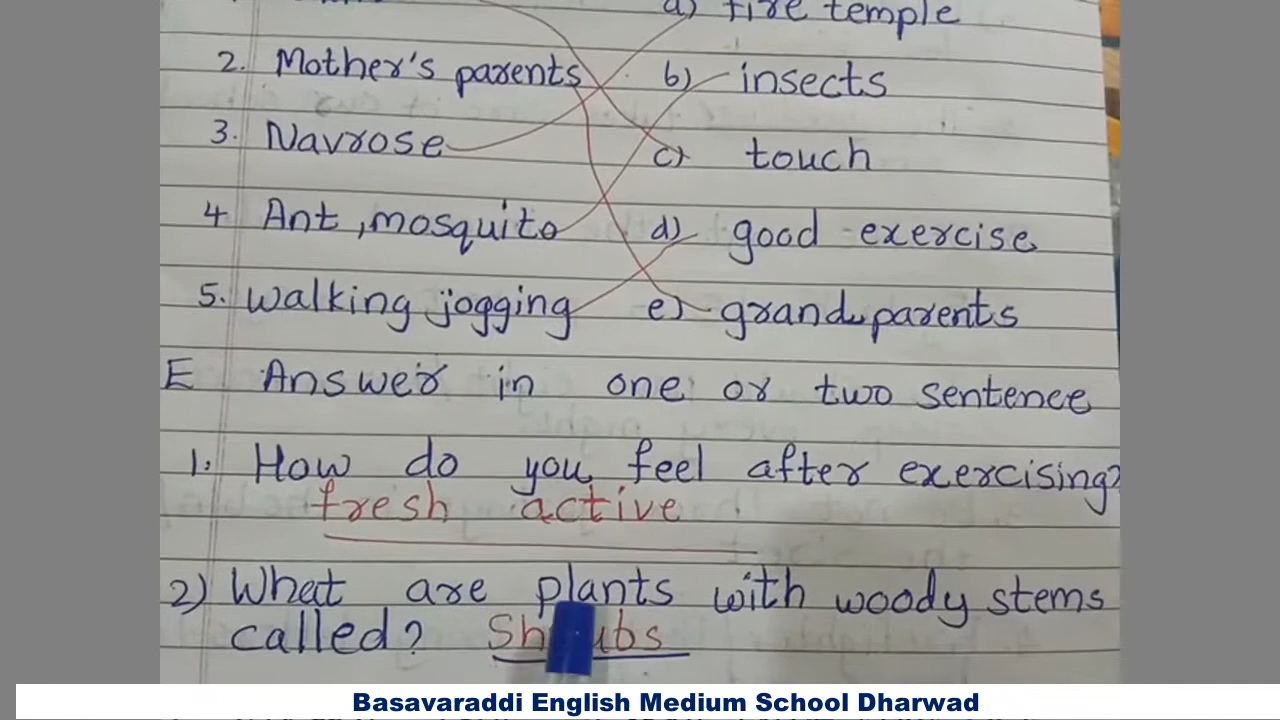 a) fire temple
2. Mother's parents b) insects
3. Navrose c) touch
4 Ant, mosquito d) good exercise
5. Walking jogging e) grand parents
E Answer in one or two sentence
1. How do you feel after exercising?
fresh active
2) What are plants with woody stems
called? Shrubs
Basavaraddi English Medium School Dharwad